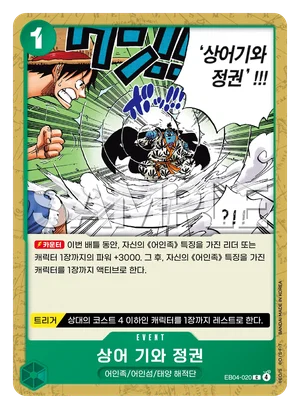 1
'상어기와
정권'!!!
?!
SAMPLE
카운터 이번 배틀 동안, 자신의 《어인족》 특징을 가진 리더 또는
캐릭터 1장까지의 파워 +3000. 그 후, 자신의 《어인족》 특징을 가진
캐릭터를 1장까지 액티브로 한다.
트리거 상대의 코스트 4 이하인 캐릭터를 1장까지 레스트로 한다.
EVENT
상어 기와 정권
어인족/어인섬/태양 해적단
EB04-020
4